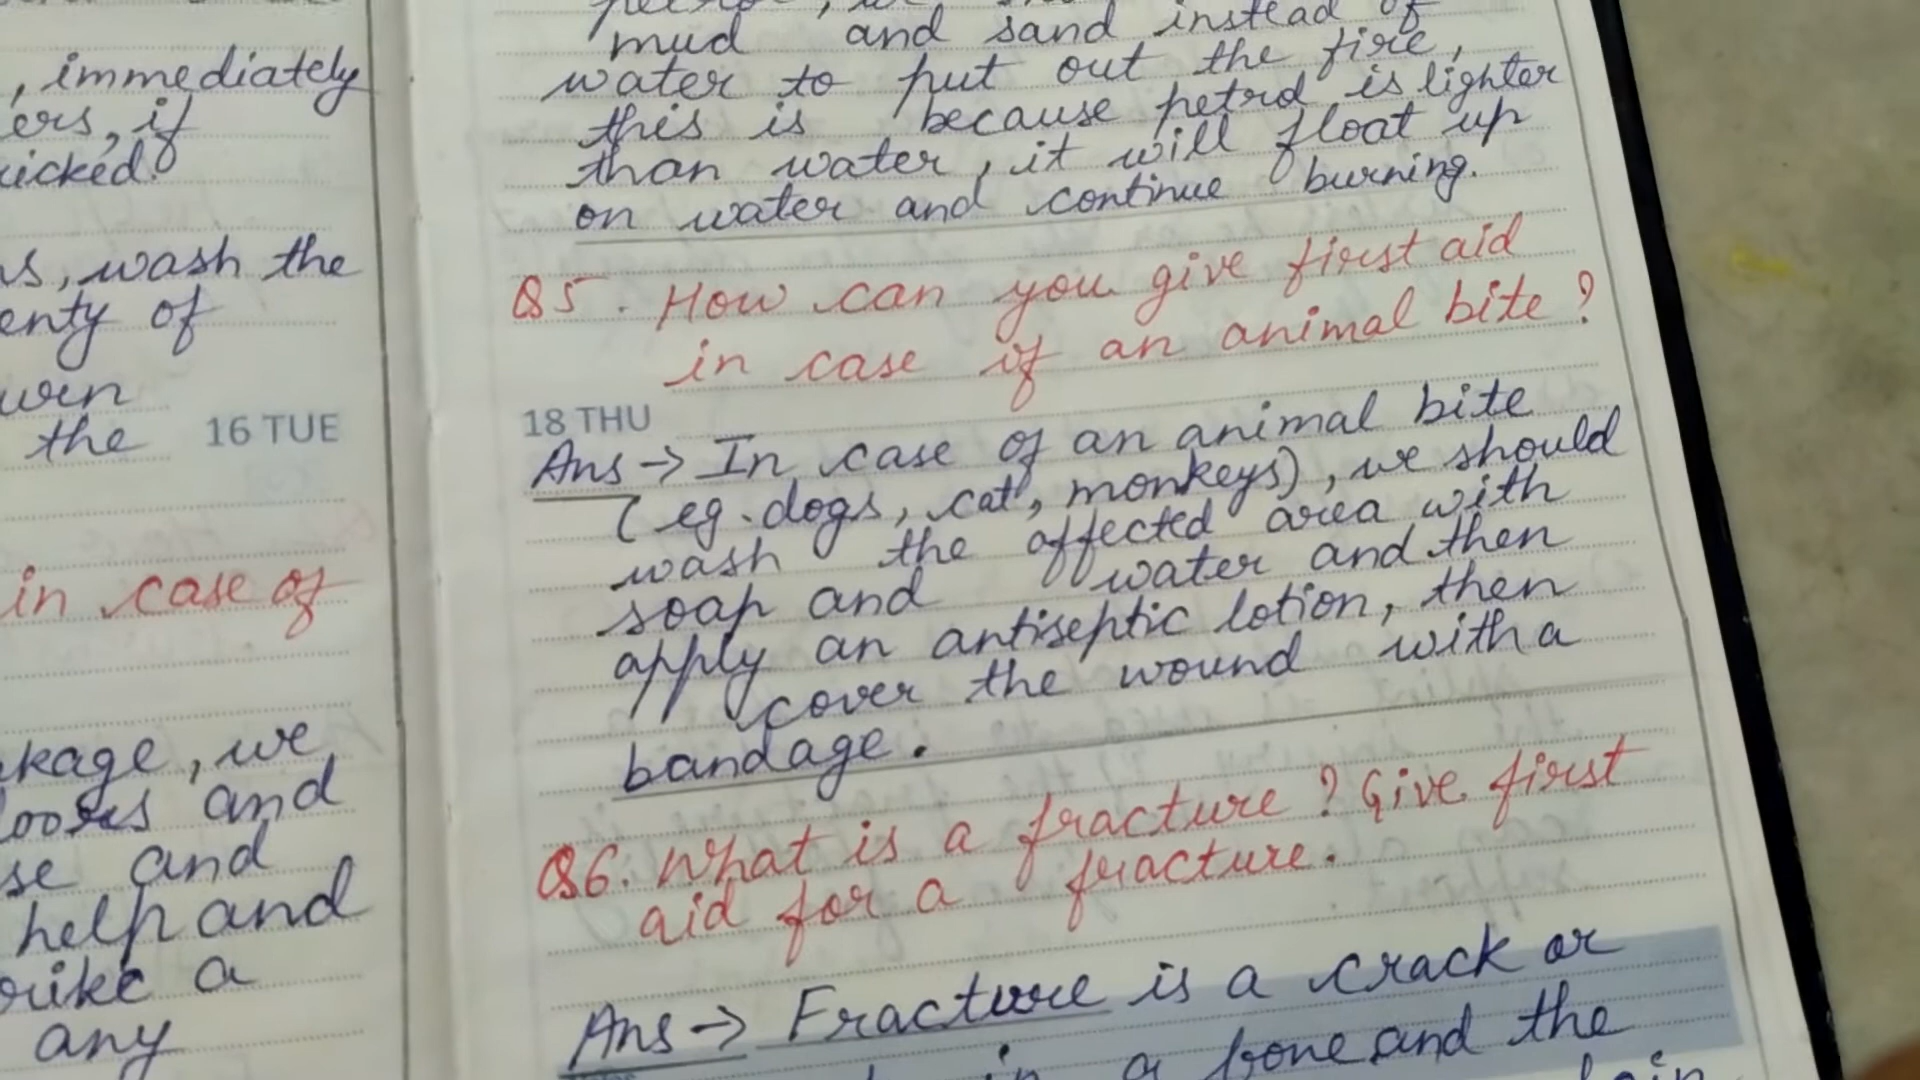 , immediately
ers, if
icked.
, wash the
enty of
the
16 TUE
in case of
kage, we
and
se and
help and
a
any
mud and sand instead of
water to put out the fire,
this is because petrol is lighter
than water, it will float up
on water and continue burning.
Q5. How can you give first aid
in case if an animal bite ?
18 THU
Ans → In case of an animal bite
(eg. dogs, cat, monkeys), we should
wash the affected area with
soap and water and then
apply an antiseptic lotion, then
cover the wound with a
bandage.
Q6. What is a fracture ? Give first
aid for a fracture.
Ans → Fracture is a crack or
in a bone and the